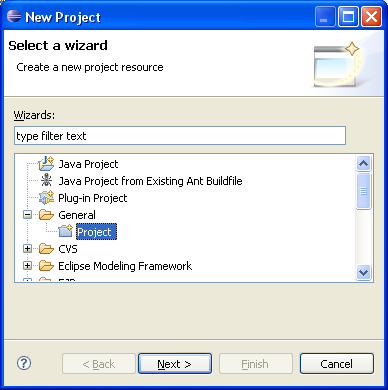 New Project
Select a wizard
Create a new project resource
Wizards:
type filter text
Java Project
Java Project from Existing Ant Buildfile
Plug-in Project
General
Project
CVS
Eclipse Modeling Framework
< Back
Next >
Finish
Cancel